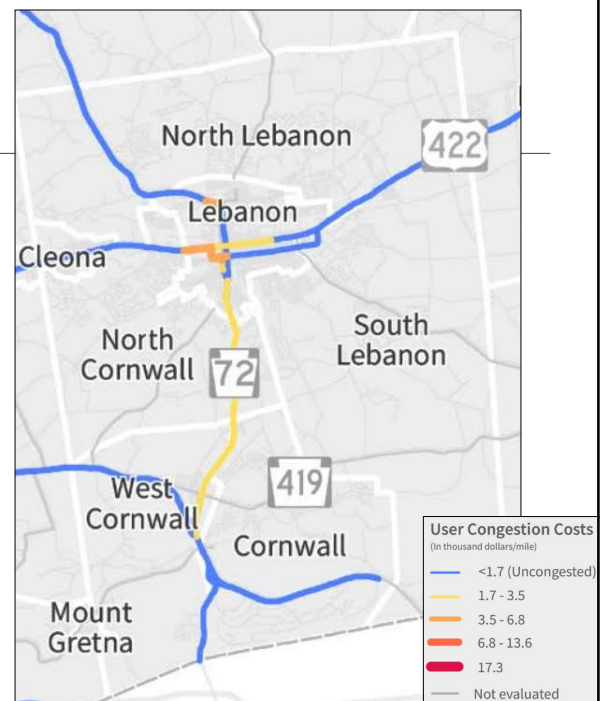 North Lebanon
422
Lebanon
Cleona
North
Cornwall
South
Lebanon
72
419
West
Cornwall
Cornwall
Mount
Gretna
User Congestion Costs
(In thousand dollars/mile)
<1.7 (Uncongested)
1.7 - 3.5
3.5 - 6.8
6.8 - 13.6
17.3
Not evaluated